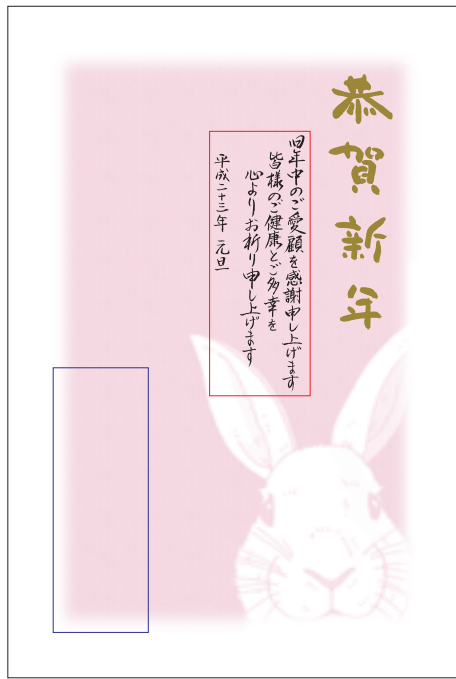 恭賀新年
旧年中のご愛顧を感謝申し上げます
皆様のご健康とご多幸を
心よりお祈り申し上げます
平成二十三年 元旦